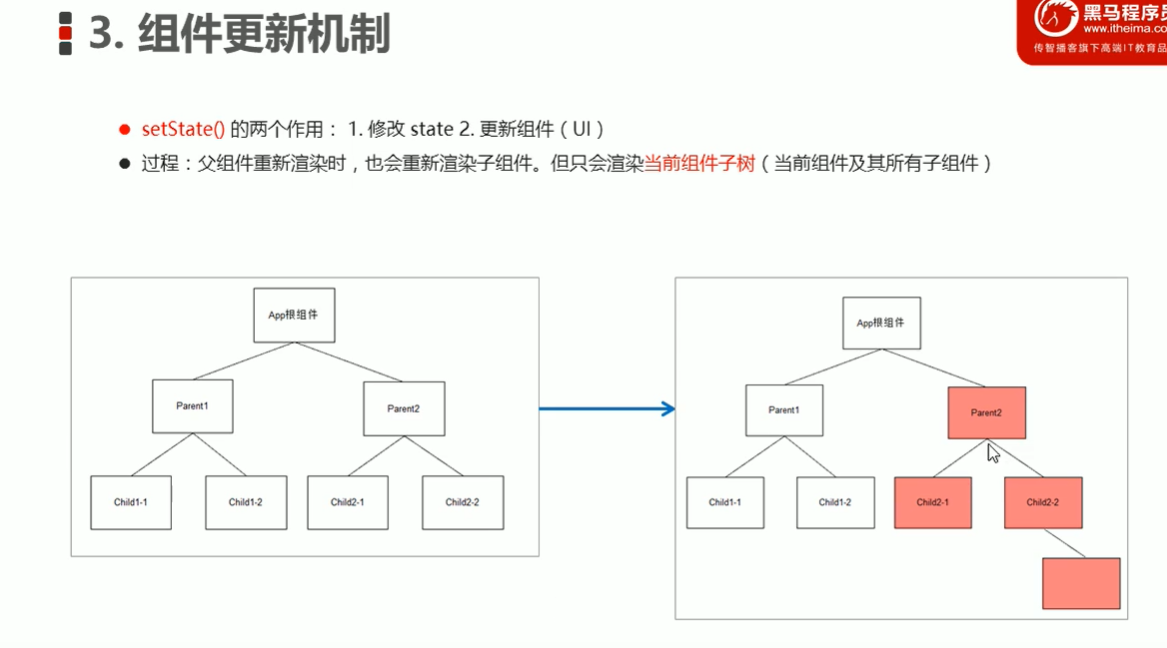 3. 组件更新机制
黑马程序员
www.itheima.co
传智播客旗下高端IT教育品
setState() 的两个作用： 1. 修改 state 2. 更新组件（UI）
过程：父组件重新渲染时，也会重新渲染子组件。但只会渲染当前组件子树（当前组件及其所有子组件）
App根组件
Parent1
Parent2
Child1-1
Child1-2
Child2-1
Child2-2
App根组件
Parent1
Parent2
Child1-1
Child1-2
Child2-1
Child2-2